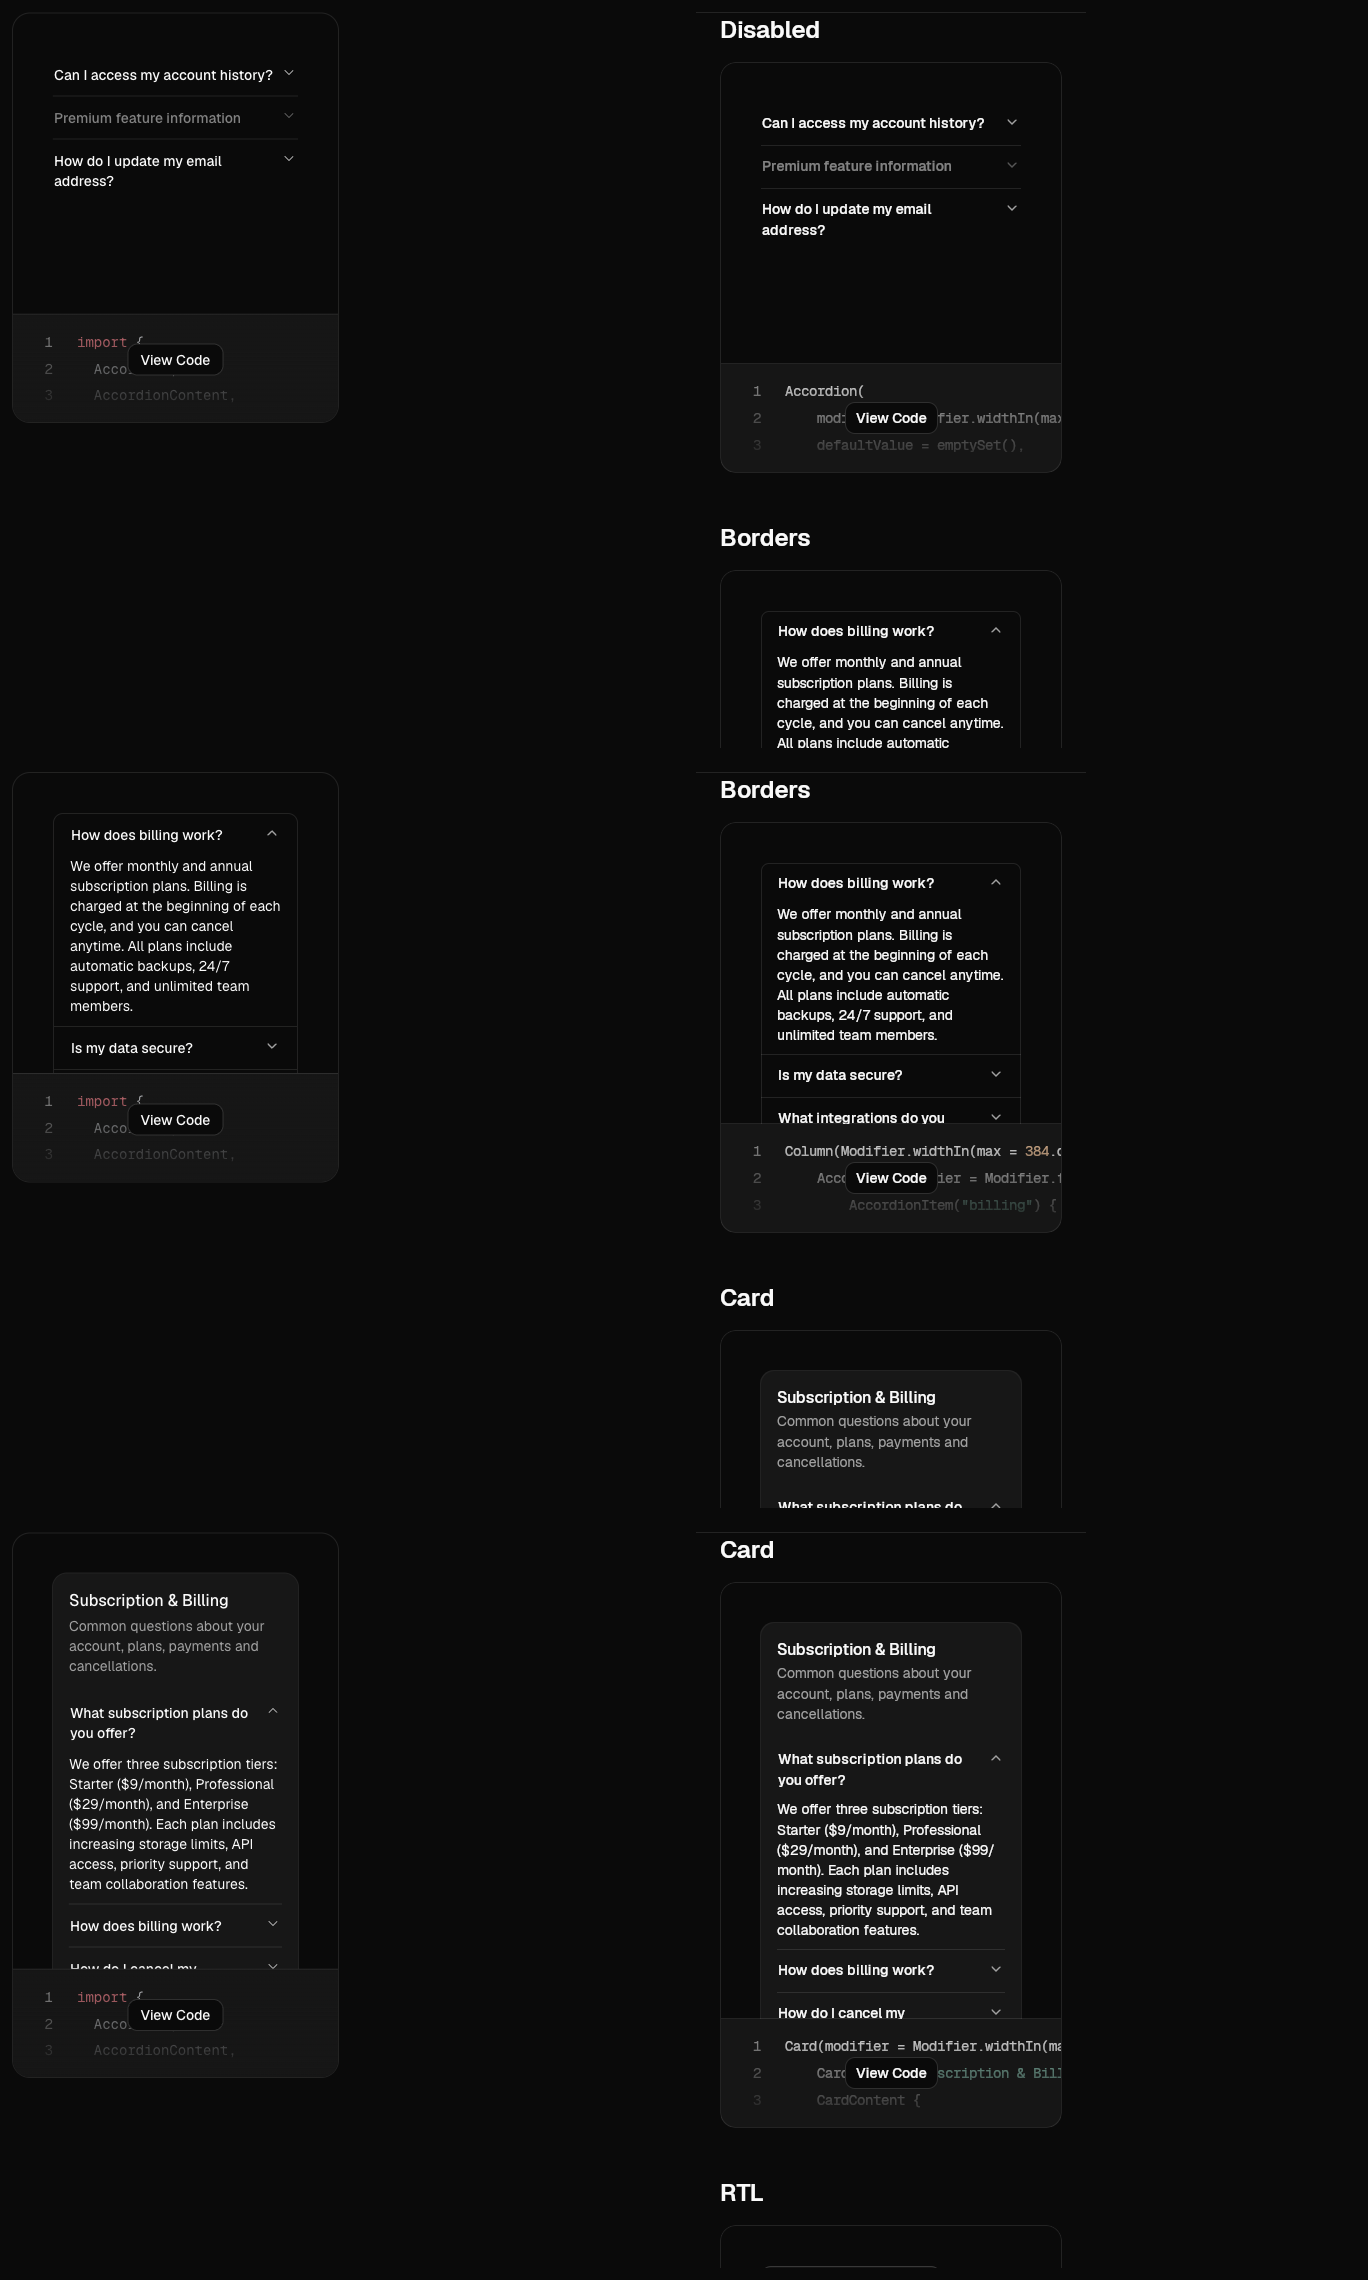 Can I access my account history?
Premium feature information
How do I update my email
address?
1 import {
2 Acco
View Code
3 AccordionContent,
Disabled
Can I access my account history?
Premium feature information
How do I update my email
address?
1 Accordion(
2 modi fier.widthIn(max
View Code
3 defaultValue = emptySet(),
Borders
How does billing work?
We offer monthly and annual
subscription plans. Billing is
charged at the beginning of each
cycle, and you can cancel anytime.
All plans include automatic
How does billing work?
We offer monthly and annual
subscription plans. Billing is
charged at the beginning of each
cycle, and you can cancel
anytime. All plans include
automatic backups, 24/7
support, and unlimited team
members.
Is my data secure?
1 import {
2 Acco
View Code
3 AccordionContent,
Borders
How does billing work?
We offer monthly and annual
subscription plans. Billing is
charged at the beginning of each
cycle, and you can cancel anytime.
All plans include automatic
backups, 24/7 support, and
unlimited team members.
Is my data secure?
What integrations do you
1 Column(Modifier.widthIn(max = 384.d
2 Acco ier = Modifier.f
View Code
3 AccordionItem("billing") {
Card
Subscription & Billing
Common questions about your
account, plans, payments and
cancellations.
What subscription plans do
Subscription & Billing
Common questions about your
account, plans, payments and
cancellations.
What subscription plans do
you offer?
We offer three subscription tiers:
Starter ($9/month), Professional
($29/month), and Enterprise
($99/month). Each plan includes
increasing storage limits, API
access, priority support, and
team collaboration features.
How does billing work?
How do I cancel my
1 import {
2 Acco
View Code
3 AccordionContent,
Card
Subscription & Billing
Common questions about your
account, plans, payments and
cancellations.
What subscription plans do
you offer?
We offer three subscription tiers:
Starter ($9/month), Professional
($29/month), and Enterprise ($99/
month). Each plan includes
increasing storage limits, API
access, priority support, and team
collaboration features.
How does billing work?
How do I cancel my
1 Card(modifier = Modifier.widthIn(ma
2 Card scription & Bill
View Code
3 CardContent {
RTL